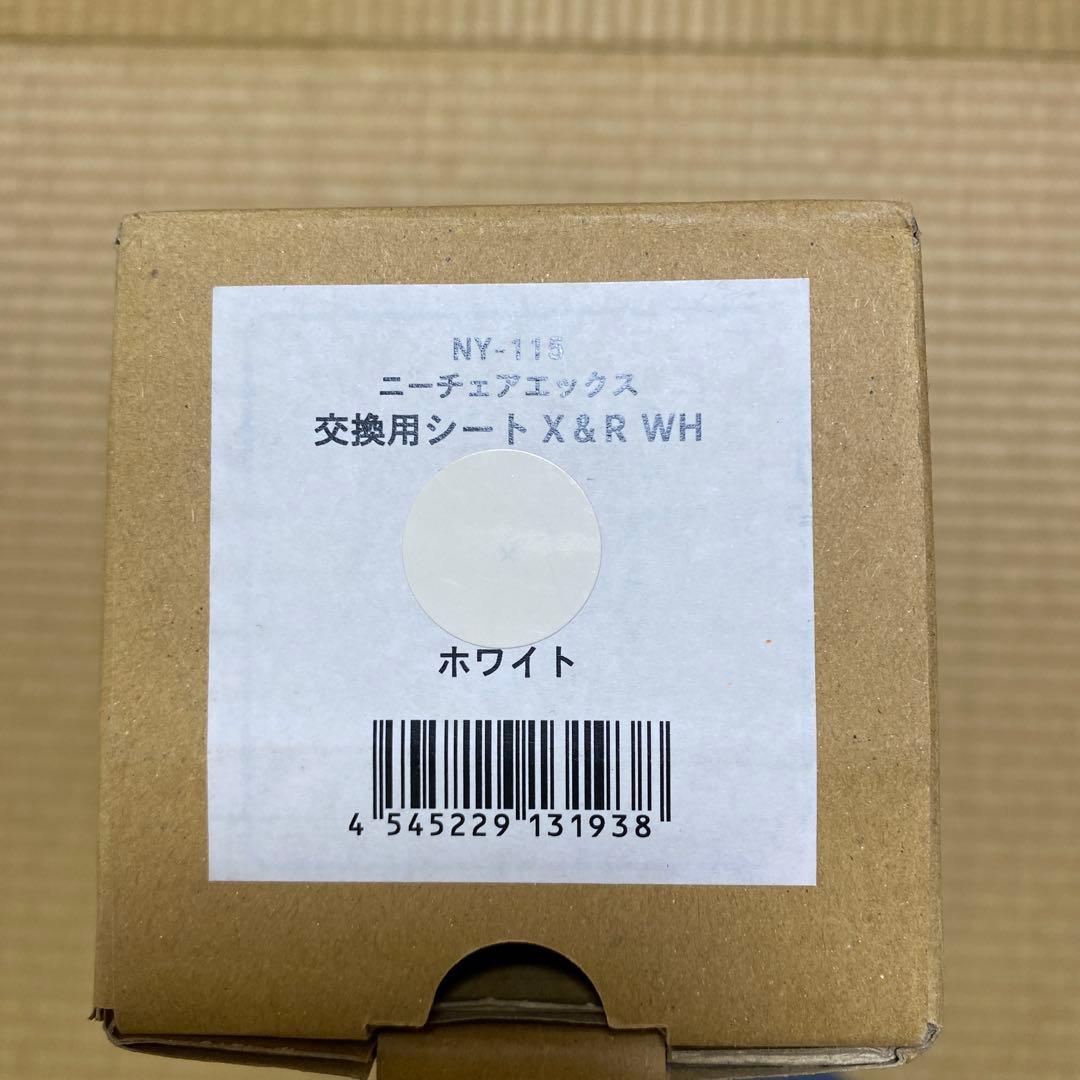 NY-115
ニーチェアエックス
交換用シート X&R WH
ホワイト
4 545229 131938